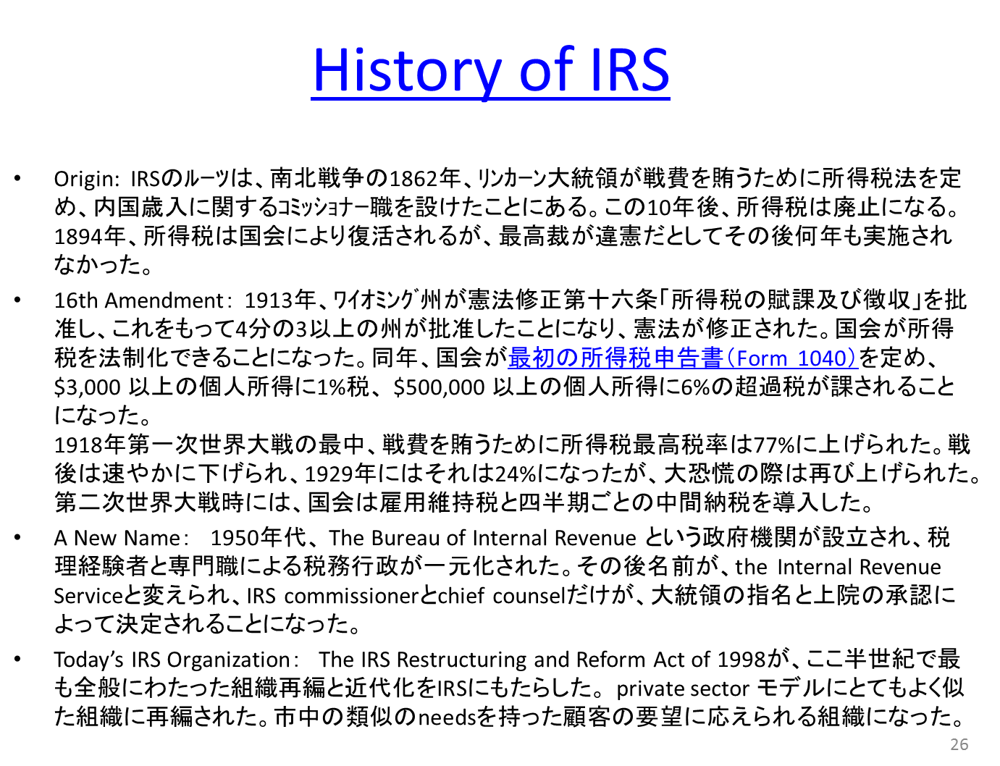 History of IRS
• Origin: IRSのﾙｰﾂは、南北戦争の1862年、ﾘﾝｶｰﾝ大統領が戦費を賄うために所得税法を定
め、内国歳入に関するｺﾐｯｼｮﾅｰ職を設けたことにある。この10年後、所得税は廃止になる。
1894年、所得税は国会により復活されるが、最高裁が違憲だとしてその後何年も実施され
なかった。
• 16th Amendment： 1913年、ﾜｲｵﾐﾝｸﾞ州が憲法修正第十六条｢所得税の賦課及び徴収｣を批
准し、これをもって4分の3以上の州が批准したことになり、憲法が修正された。国会が所得
税を法制化できることになった。同年、国会が最初の所得税申告書（Form 1040）を定め、
$3,000 以上の個人所得に1%税、 $500,000 以上の個人所得に6%の超過税が課されること
になった。
1918年第一次世界大戦の最中、戦費を賄うために所得税最高税率は77%に上げられた。戦
後は速やかに下げられ、1929年にはそれは24%になったが、大恐慌の際は再び上げられた。
第二次世界大戦時には、国会は雇用維持税と四半期ごとの中間納税を導入した。
• A New Name： 1950年代、 The Bureau of Internal Revenue という政府機関が設立され、税
理経験者と専門職による税務行政が一元化された。その後名前が、the Internal Revenue
Serviceと変えられ、IRS commissionerとchief counselだけが、大統領の指名と上院の承認に
よって決定されることになった。
• Today’s IRS Organization： The IRS Restructuring and Reform Act of 1998が、ここ半世紀で最
も全般にわたった組織再編と近代化をIRSにもたらした。 private sector モデルにとてもよく似
た組織に再編された。市中の類似のneedsを持った顧客の要望に応えられる組織になった。
26